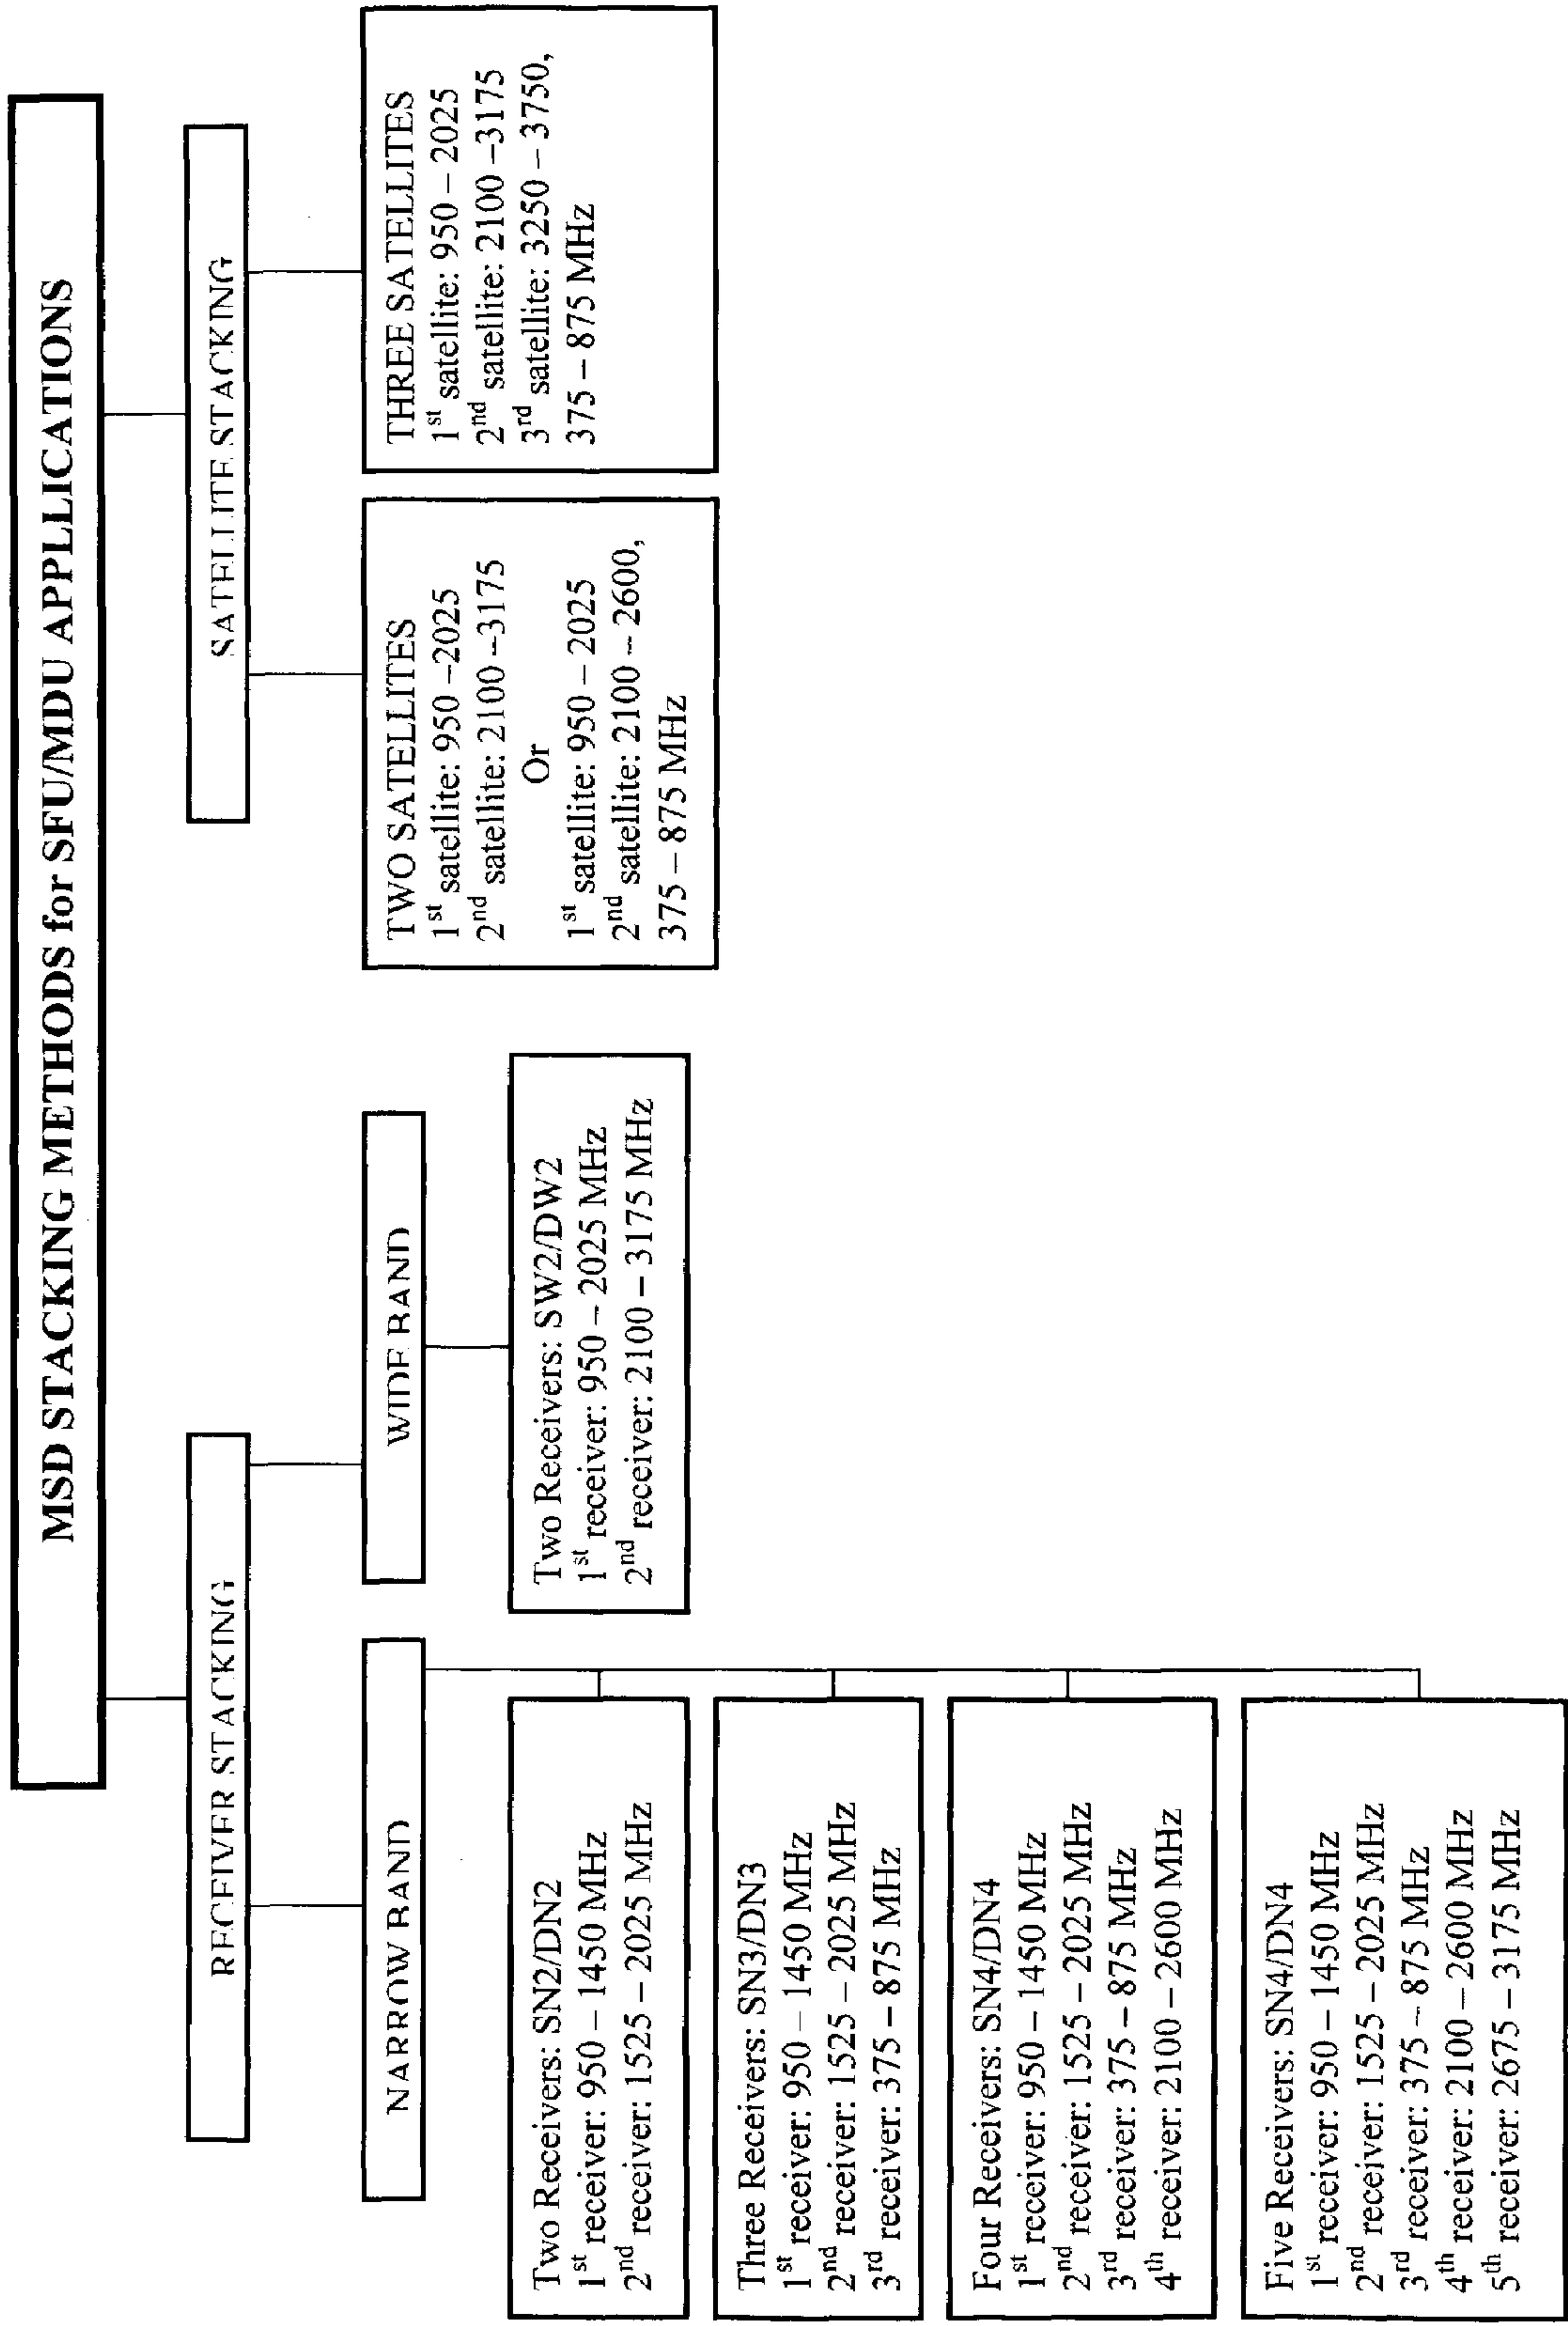 MSD STACKING METHODS for SFU/MDU APPLLICATIONS
RECEIVER STACKING
NARROW BAND
Two Receivers: SN2/DN2
1st receiver: 950 – 1450 MHz
2nd receiver: 1525 – 2025 MHz
Three Receivers: SN3/DN3
1st receiver: 950 – 1450 MHz
2nd receiver: 1525 – 2025 MHz
3rd receiver: 375 – 875 MHz
Four Receivers: SN4/DN4
1st receiver: 950 – 1450 MHz
2nd receiver: 1525 – 2025 MHz
3rd receiver: 375 – 875 MHz
4th receiver: 2100 – 2600 MHz
Five Receivers: SN4/DN4
1st receiver: 950 – 1450 MHz
2nd receiver: 1525 – 2025 MHz
3rd receiver: 375 – 875 MHz
4th receiver: 2100 – 2600 MHz
5th receiver: 2675 – 3175 MHz
WIDE BAND
Two Receivers: SW2/DW2
1st receiver: 950 – 2025 MHz
2nd receiver: 2100 – 3175 MHz
SATELLITE STACKING
TWO SATELLITES
1st satellite: 950 –2025
2nd satellite: 2100 –3175
Or
1st satellite: 950 – 2025
2nd satellite: 2100 – 2600,
375 – 875 MHz
THREE SATELLITES
1st satellite: 950 – 2025
2nd satellite: 2100 –3175
3rd satellite: 3250 – 3750,
375 – 875 MHz